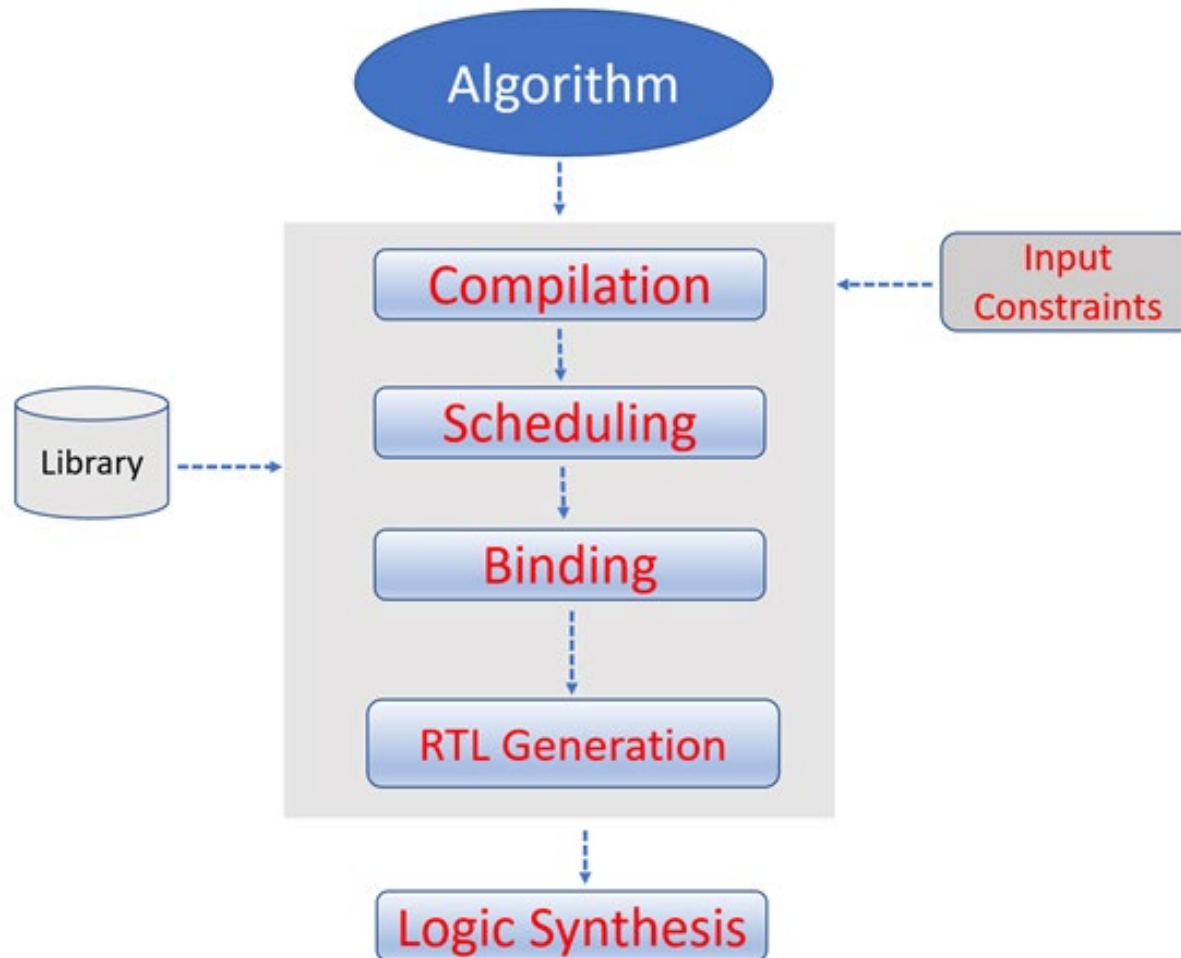 Algorithm
Compilation
Input
Constraints
Scheduling
Library
Binding
RTL Generation
Logic Synthesis